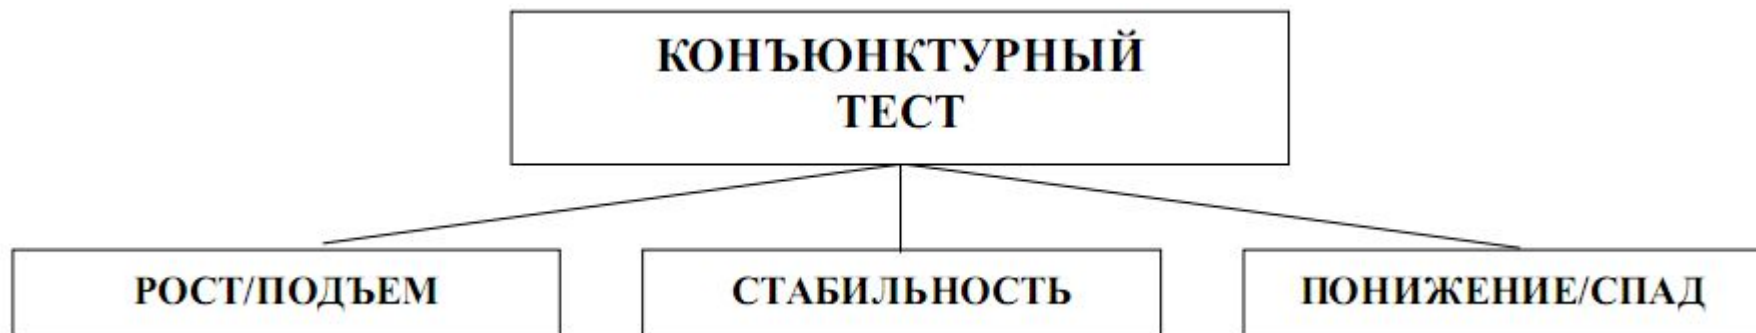 КОНЪЮНКТУРНЫЙ
ТЕСТ
РОСТ/ПОДЪЕМ
СТАБИЛЬНОСТЬ
ПОНИЖЕНИЕ/СПАД